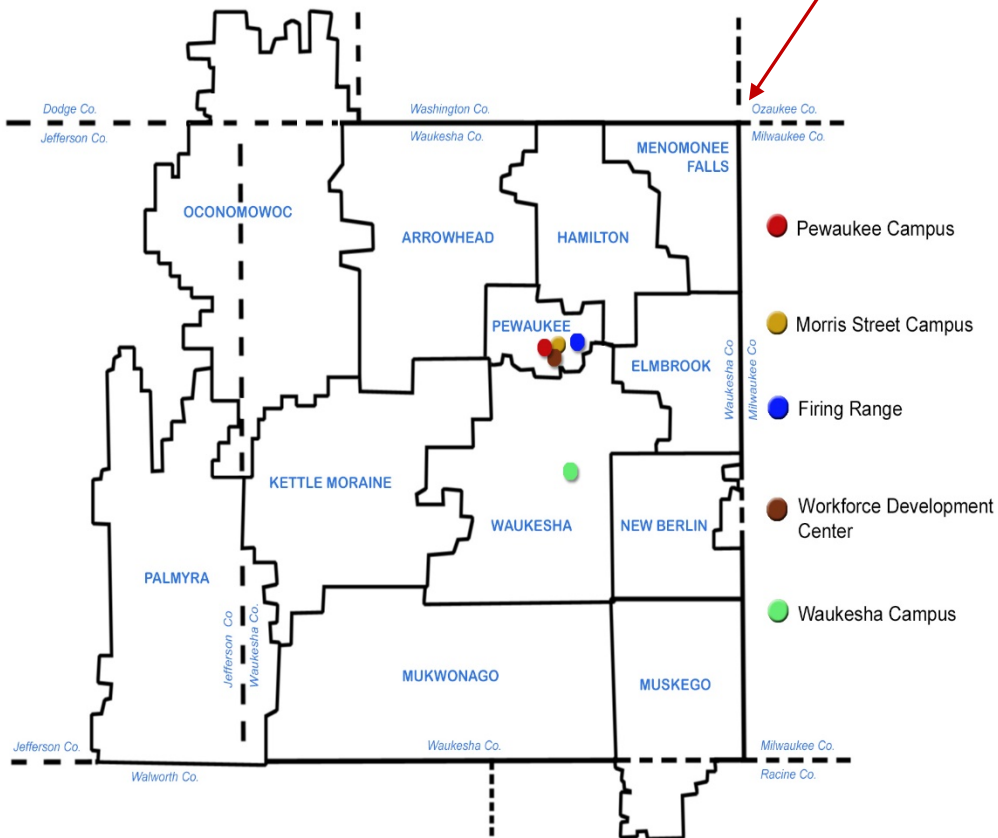 Dodge Co.
Washington Co.
Ozaukee Co.
Jefferson Co.
Waukesha Co.
Milwaukee Co.
MENOMONEE
FALLS
OCONOMOWOC
ARROWHEAD
HAMILTON
Pewaukee Campus
PEWAUKEE
Morris Street Campus
ELMBROOK
Waukesha Co
Milwaukee Co
Firing Range
KETTLE MORAINE
WAUKESHA
NEW BERLIN
Workforce Development
Center
PALMYRA
Jefferson Co
Waukesha Co.
Waukesha Campus
MUKWONAGO
MUSKEGO
Jefferson Co.
Waukesha Co.
Milwaukee Co.
Walworth Co.
Racine Co.